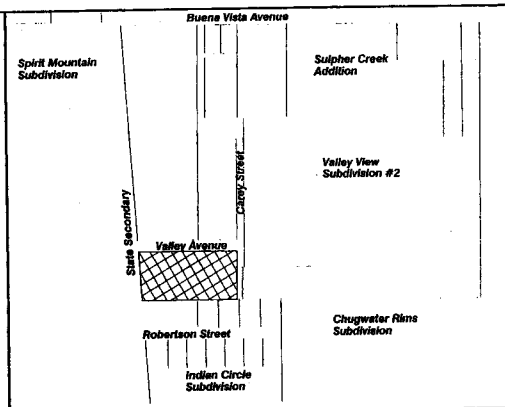 Buena Vista Avenue
Spirit Mountain
Subdivision
Sulpher Creek
Addition
Carey Street
Valley View
Subdivision #2
State Secondary
Valley Avenue
Robertson Street
Chugwater Rims
Subdivision
Indian Circle
Subdivision